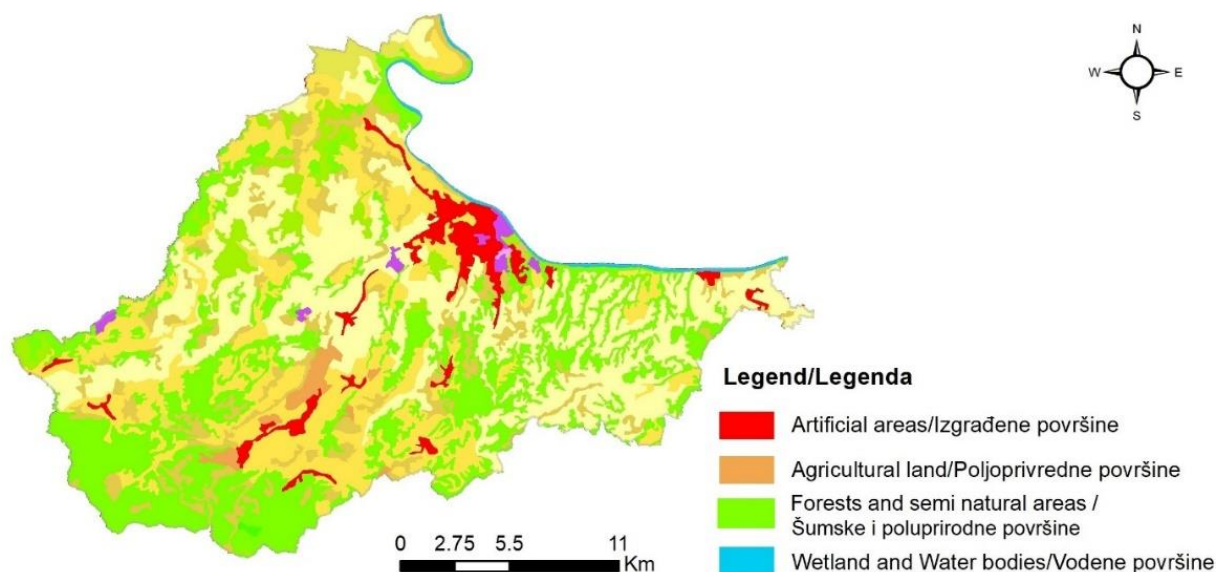 N
W E
S
Legend/Legenda
Artificial areas/Izgrađene površine
Agricultural land/Poljoprivredne površine
Forests and semi natural areas /
Šumske i poluprirodne površine
Wetland and Water bodies/Vodene površine
0 2.75 5.5 11
Km